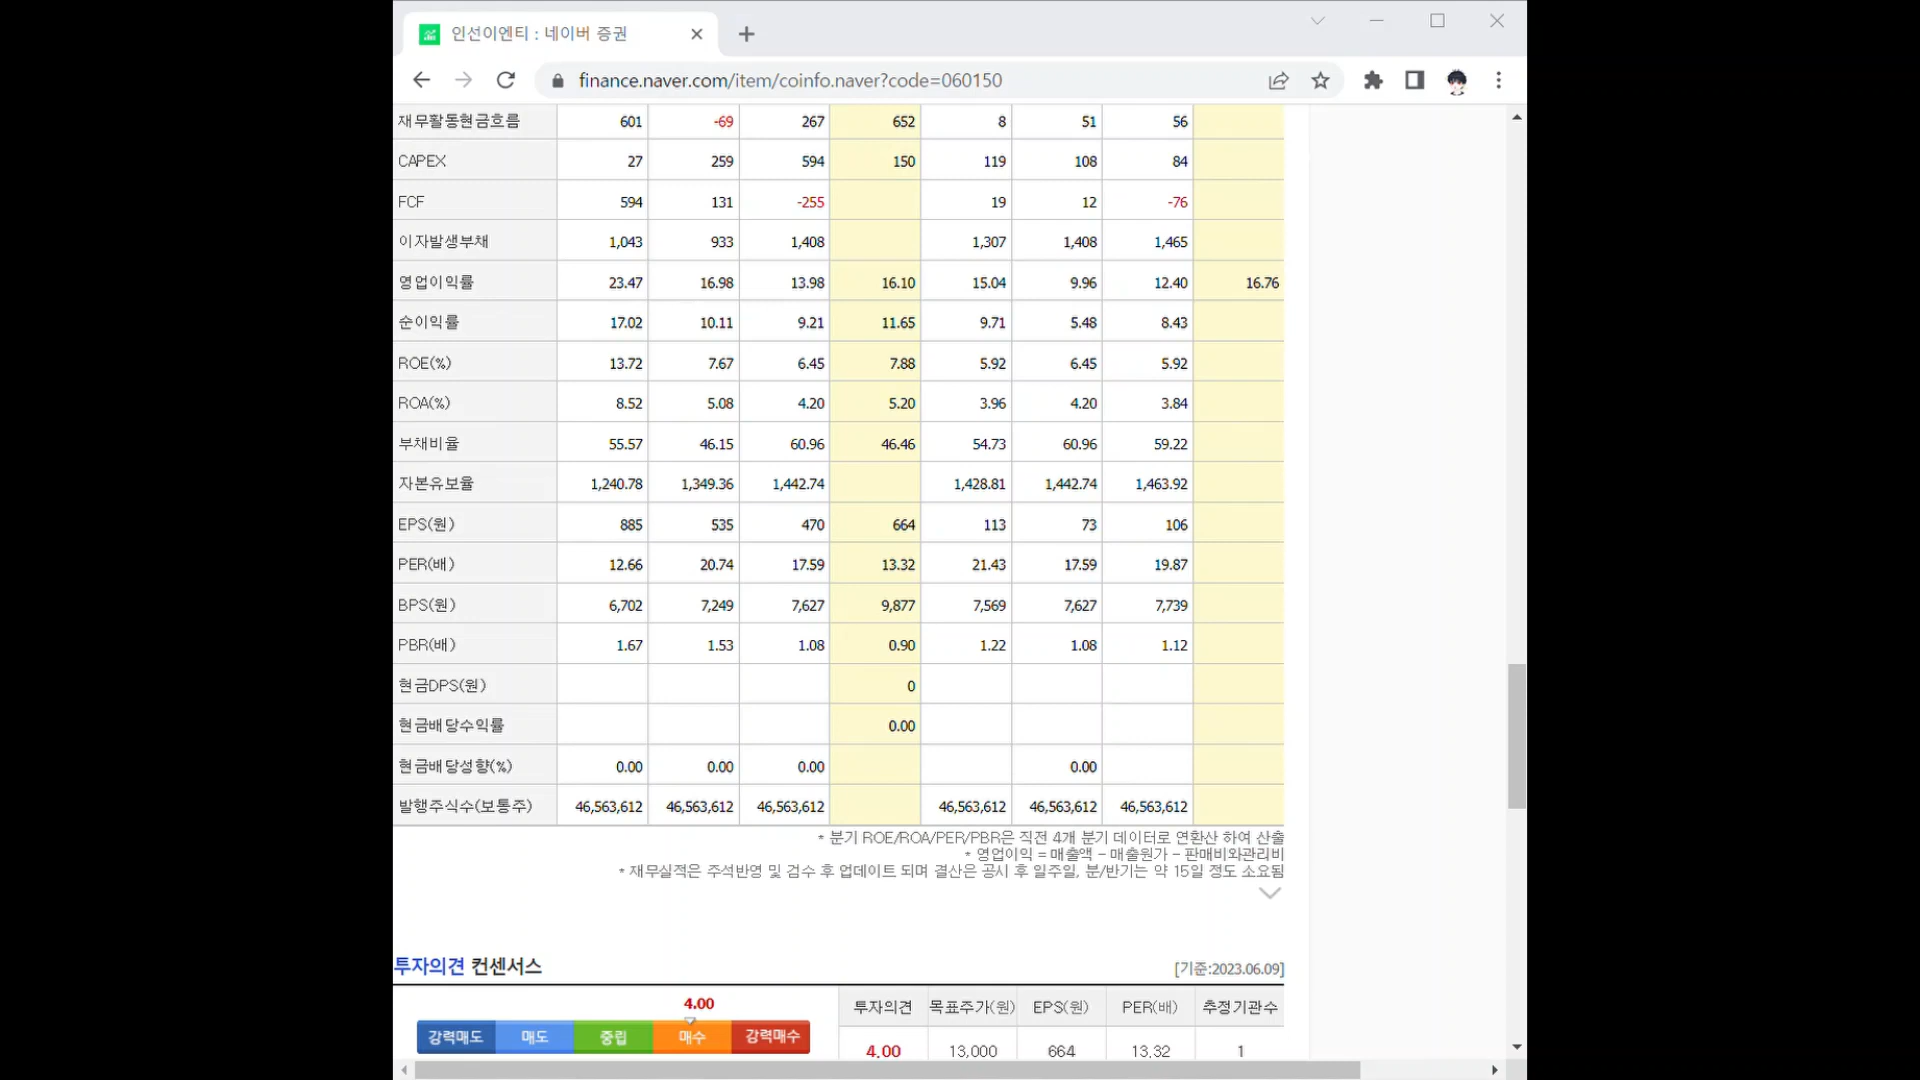 인선이엔티 : 네이버 증권
finance.naver.com/item/coinfo.naver?code=060150
재무활동현금흐름 601 -69 267 652 8 51 56
CAPEX 27 259 594 150 119 108 84
FCF 594 131 -255 19 12 -76
이자발생부채 1,043 933 1,408 1,307 1,408 1,465
영업이익률 23.47 16.98 13.98 16.10 15.04 9.96 12.40 16.76
순이익률 17.02 10.11 9.21 11.65 9.71 5.48 8.43
ROE(%) 13.72 7.67 6.45 7.88 5.92 6.45 5.92
ROA(%) 8.52 5.08 4.20 5.20 3.96 4.20 3.84
부채비율 55.57 46.15 60.96 46.46 54.73 60.96 59.22
자본유보율 1,240.78 1,349.36 1,442.74 1,428.81 1,442.74 1,463.92
EPS(원) 885 535 470 664 113 73 106
PER(배) 12.66 20.74 17.59 13.32 21.43 17.59 19.87
BPS(원) 6,702 7,249 7,627 9,877 7,569 7,627 7,739
PBR(배) 1.67 1.53 1.08 0.90 1.22 1.08 1.12
현금DPS(원) 0
현금배당수익률 0.00
현금배당성향(%) 0.00 0.00 0.00 0.00
발행주식수(보통주) 46,563,612 46,563,612 46,563,612 46,563,612 46,563,612 46,563,612
* 분기 ROE/ROA/PER/PBR은 직전 4개 분기 데이터로 연환산 하여 산출
* 영업이익 = 매출액 - 매출원가 - 판매비와관리비
* 재무실적은 주석반영 및 검수 후 업데이트 되며 결산은 공시 후 일주일, 분/반기는 약 15일 정도 소요됨
투자의견 컨센서스 [기준:2023.06.09]
4.00
강력매도 매도 중립 매수 강력매수
투자의견 목표주가(원) EPS(원) PER(배) 추정기관수
4.00 13,000 664 13.32 1